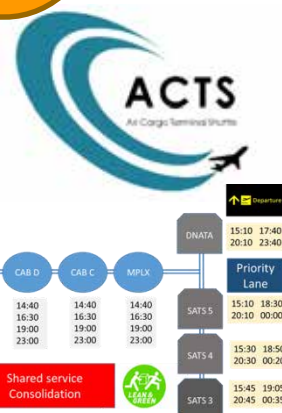 ACTS
Air Cargo Terminal Shuttle
Departure
DNATA
15:10 17:40
20:10 23:40
Priority
Lane
CAB D
CAB C
MPLX
14:40
16:30
19:00
23:00
14:40
16:30
19:00
23:00
14:40
16:30
19:00
23:00
SATS 5
15:10 18:30
20:10 00:00
SATS 4
15:30 18:50
20:30 00:20
Shared service
Consolidation
LEAN &
GREEN
SATS 3
15:45 19:05
20:45 00:35